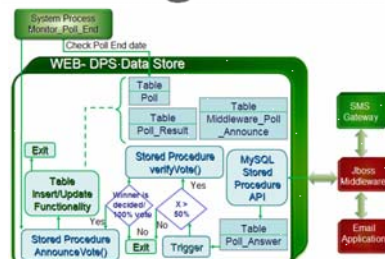 System Process
Monitor_Poll_End
Check Poll End date
WEB- DPS-Data Store
Table
Poll
Table
Poll_Result
Table
Middleware_Poll
_Announce
Exit
Table
Insert/Update
Functionality
Stored Procedure
verifyVote()
MySQL
Stored
Procedure
API
Winner is
decided/
100% vote
X >
50%
Yes
Yes
No
No
Exit
Trigger
Table
Poll_Answer
Stored Procedure
AnnounceVote()
SMS
Gateway
Jboss
Middleware
Email
Application